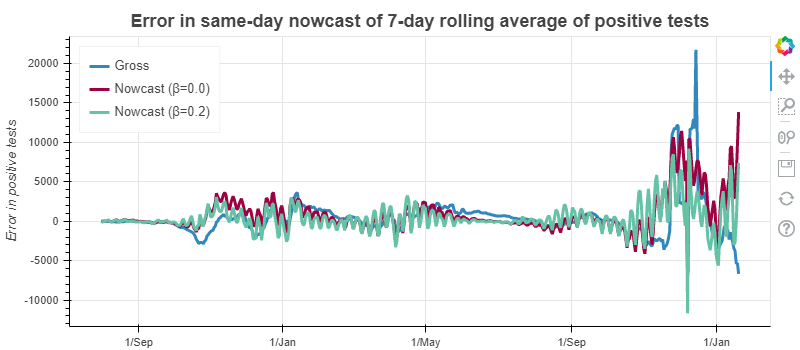 Error in same-day nowcast of 7-day rolling average of positive tests
Error in positive tests
20000
15000
10000
5000
0
-5000
-10000
Gross
Nowcast (β=0.0)
Nowcast (β=0.2)
1/Sep
1/Jan
1/May
1/Sep
1/Jan